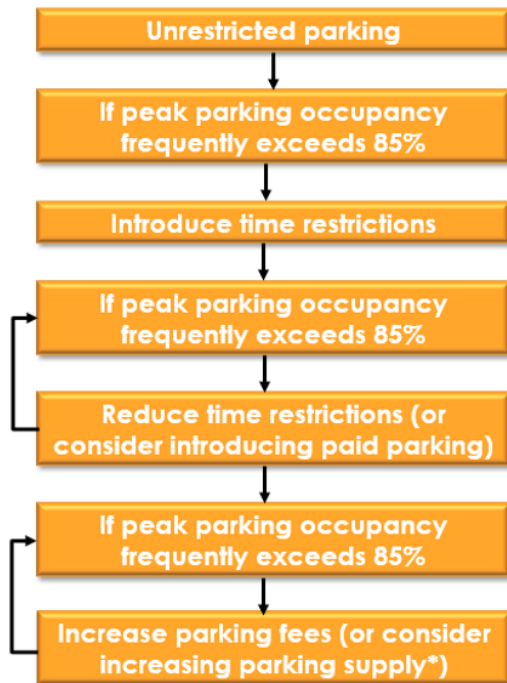 Unrestricted parking
If peak parking occupancy
frequently exceeds 85%
Introduce time restrictions
If peak parking occupancy
frequently exceeds 85%
Reduce time restrictions (or
consider introducing paid parking)
If peak parking occupancy
frequently exceeds 85%
Increase parking fees (or consider
increasing parking supply*)